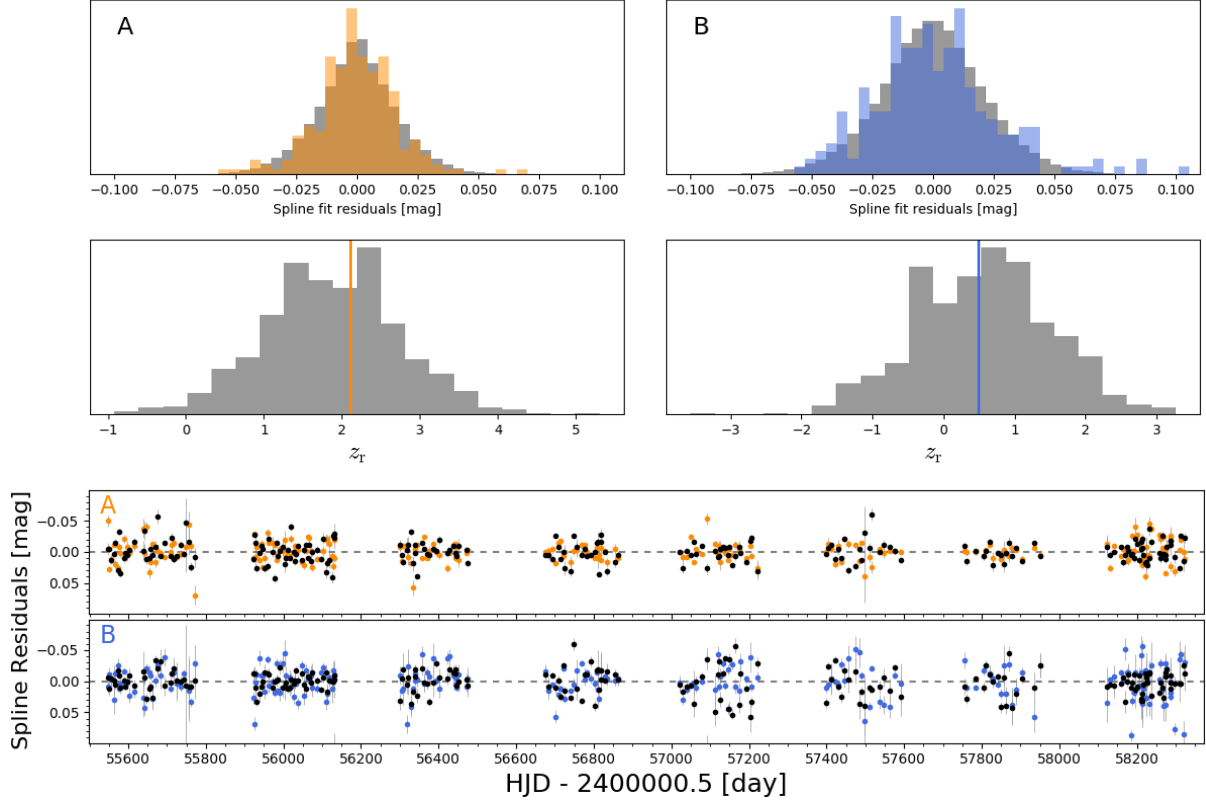 A
B
−0.100 −0.075 −0.050 −0.025 0.000 0.025 0.050 0.075 0.100
Spline fit residuals [mag]
−0.100 −0.075 −0.050 −0.025 0.000 0.025 0.050 0.075 0.100
Spline fit residuals [mag]
−1 0 1 2 3 4 5
zr
−3 −2 −1 0 1 2 3
zr
Spline Residuals [mag]
A
−0.05
0.00
0.05
B
−0.05
0.00
0.05
55600 55800 56000 56200 56400 56600 56800 57000 57200 57400 57600 57800 58000 58200
HJD - 2400000.5 [day]